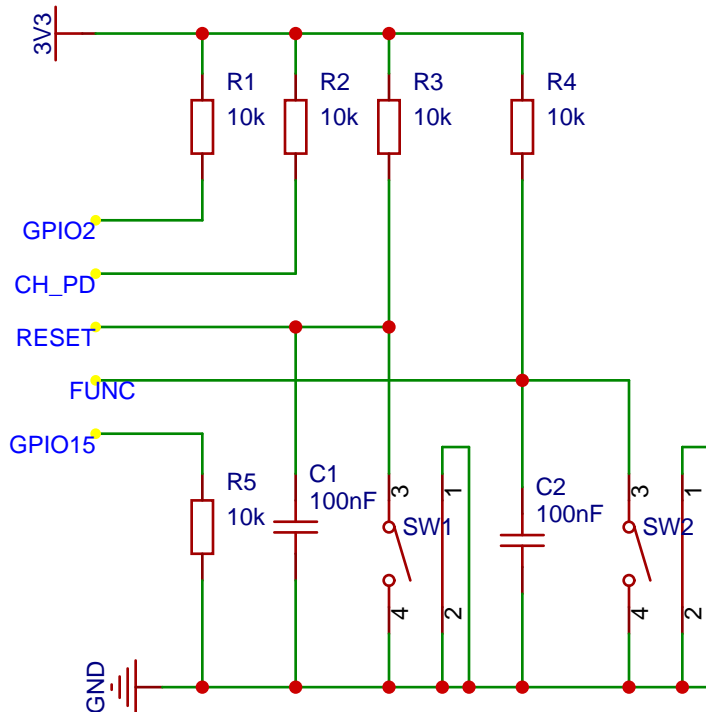 3V3
R1
10k
R2
10k
R3
10k
R4
10k
GPIO2
CH_PD
RESET
FUNC
GPIO15
R5
10k
C1
100nF
3
4
SW1
1
2
C2
100nF
3
4
SW2
1
2
GND